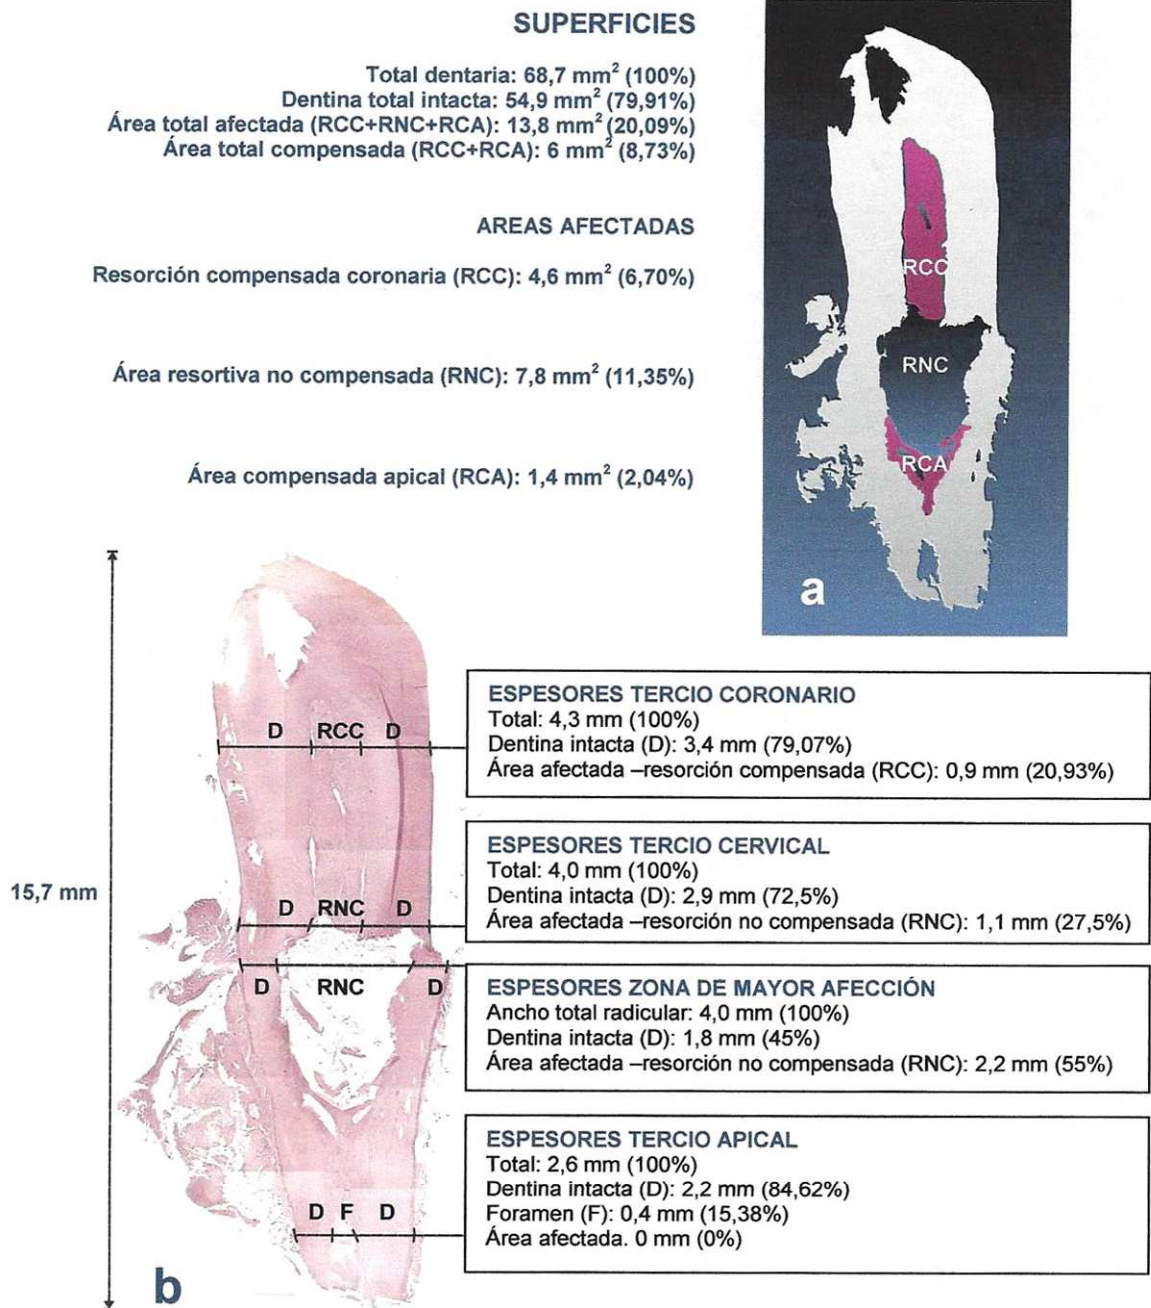 SUPERFICIES
Total dentaria: 68,7 mm² (100%)
Dentina total intacta: 54,9 mm² (79,91%)
Área total afectada (RCC+RNC+RCA): 13,8 mm² (20,09%)
Área total compensada (RCC+RCA): 6 mm² (8,73%)
AREAS AFECTADAS
Resorción compensada coronaria (RCC): 4,6 mm² (6,70%)
Área resortiva no compensada (RNC): 7,8 mm² (11,35%)
Área compensada apical (RCA): 1,4 mm² (2,04%)
RCC
RNC
RCA
a
15,7 mm
D RCC D
D RNC D
D RNC D
D F D
b
ESPESORES TERCIO CORONARIO
Total: 4,3 mm (100%)
Dentina intacta (D): 3,4 mm (79,07%)
Área afectada –resorción compensada (RCC): 0,9 mm (20,93%)
ESPESORES TERCIO CERVICAL
Total: 4,0 mm (100%)
Dentina intacta (D): 2,9 mm (72,5%)
Área afectada –resorción no compensada (RNC): 1,1 mm (27,5%)
ESPESORES ZONA DE MAYOR AFECCIÓN
Ancho total radicular: 4,0 mm (100%)
Dentina intacta (D): 1,8 mm (45%)
Área afectada –resorción no compensada (RNC): 2,2 mm (55%)
ESPESORES TERCIO APICAL
Total: 2,6 mm (100%)
Dentina intacta (D): 2,2 mm (84,62%)
Foramen (F): 0,4 mm (15,38%)
Área afectada. 0 mm (0%)